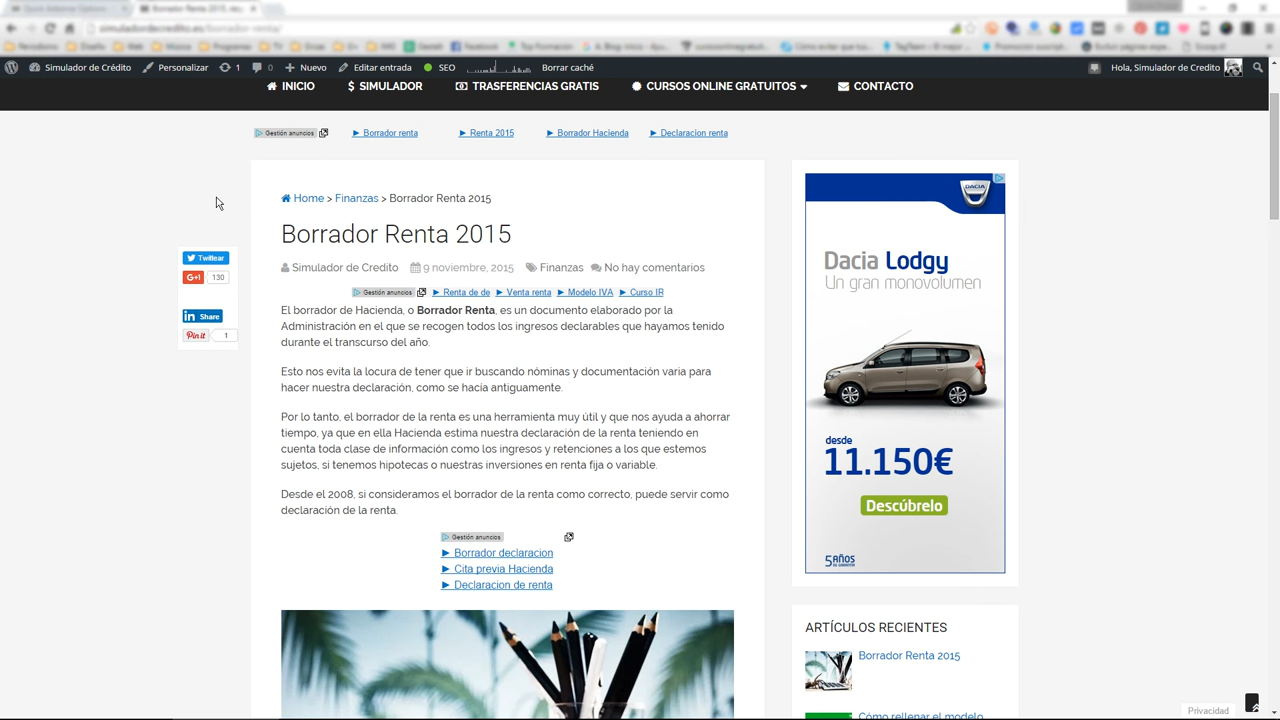 Borrador Renta 2015,
simuladordecredito.es/borrador-renta/
Facebook
Simulador de Crédito Personalizar 1 0 Nuevo Editar entrada SEO Borrar caché Hola, Simulador de Credito
INICIO SIMULADOR TRASFERENCIAS GRATIS CURSOS ONLINE GRATUITOS CONTACTO
Gestión anuncios ► Borrador renta ► Renta 2015 ► Borrador Hacienda ► Declaracion renta
Home > Finanzas > Borrador Renta 2015
Borrador Renta 2015
Simulador de Credito 9 noviembre, 2015 Finanzas No hay comentarios
Gestión anuncios ► Renta de de ► Venta renta ► Modelo IVA ► Curso IR
El borrador de Hacienda, o Borrador Renta, es un documento elaborado por la
Administración en el que se recogen todos los ingresos declarables que hayamos tenido
durante el transcurso del año.
Esto nos evita la locura de tener que ir buscando nóminas y documentación varia para
hacer nuestra declaración, como se hacia antiguamente.
Por lo tanto, el borrador de la renta es una herramienta muy útil y que nos ayuda a ahorrar
tiempo, ya que en ella Hacienda estima nuestra declaración de la renta teniendo en
cuenta toda clase de información como los ingresos y retenciones a los que estemos
sujetos, si tenemos hipotecas o nuestras inversiones en renta fija o variable.
Desde el 2008, si consideramos el borrador de la renta como correcto, puede servir como
declaración de la renta.
Gestión anuncios
► Borrador declaracion
► Cita previa Hacienda
► Declaracion de renta
Twittear
G+1 130
in Share
Pin it 1
DACIA
Dacia Lodgy
Un gran monovolumen
desde
11.150€
Descúbrelo
5 AÑOS
DE GARANTÍA
ARTÍCULOS RECIENTES
Borrador Renta 2015
Cómo rellenar el modelo
Privacidad